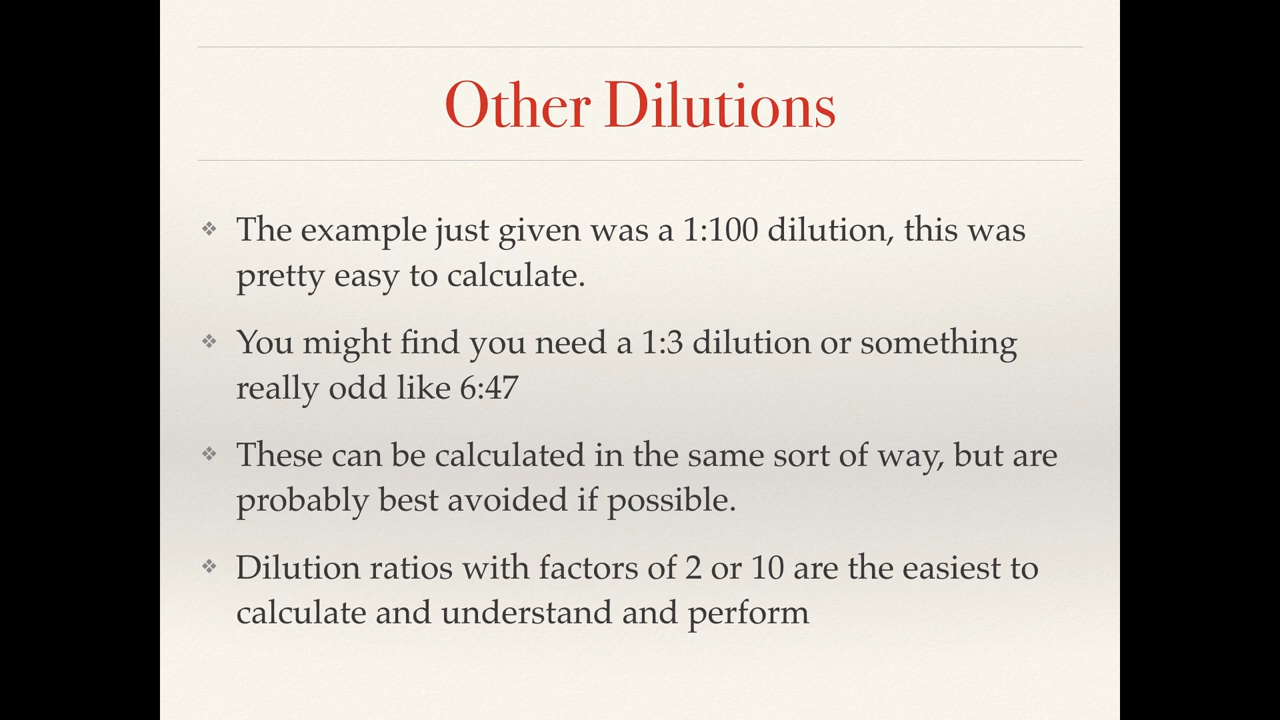 Other Dilutions
❖ The example just given was a 1:100 dilution, this was
pretty easy to calculate.
❖ You might find you need a 1:3 dilution or something
really odd like 6:47
❖ These can be calculated in the same sort of way, but are
probably best avoided if possible.
❖ Dilution ratios with factors of 2 or 10 are the easiest to
calculate and understand and perform